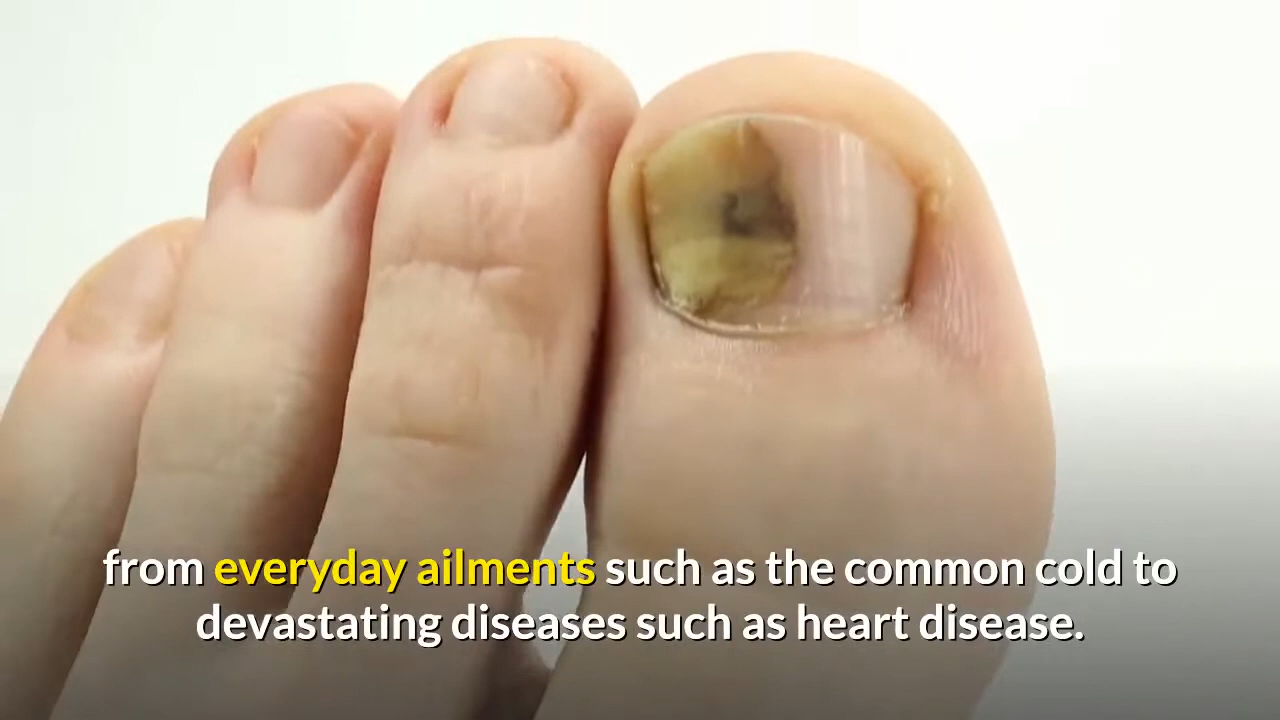 from everyday ailments such as the common cold to
devastating diseases such as heart disease.